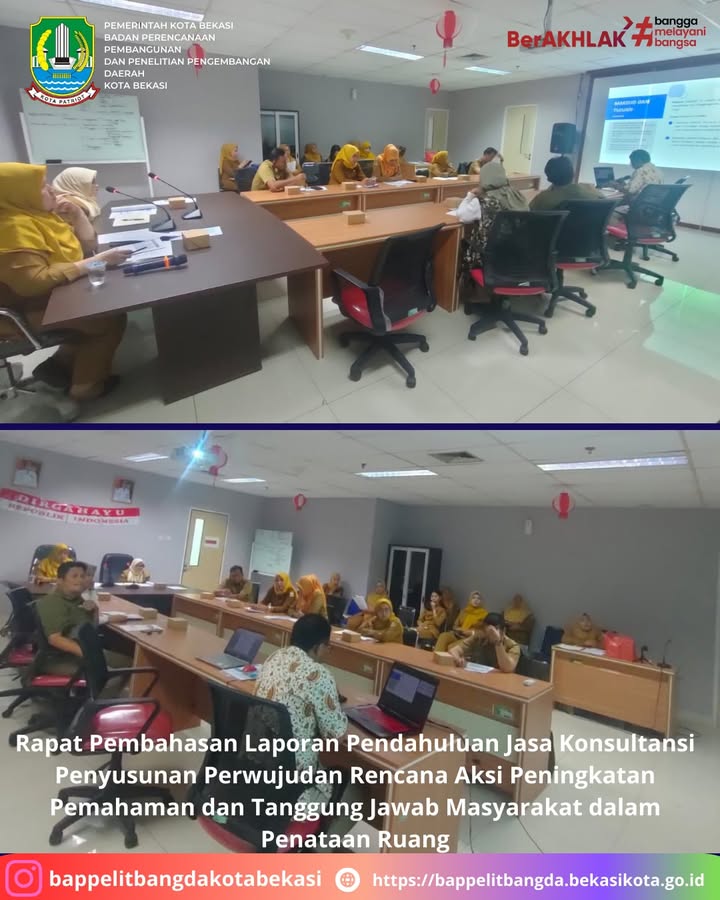 PEMERINTAH KOTA BEKASI
BADAN PERENCANAAN
PEMBANGUNAN
DAN PENELITIAN PENGEMBANGAN
DAERAH
KOTA BEKASI
KOTA PATRIOT
BerAKHLAK
#bangga
melayani
bangsa
DIRGAHAYU
REPUBLIK INDONESIA
Rapat Pembahasan Laporan Pendahuluan Jasa Konsultansi
Penyusunan Perwujudan Rencana Aksi Peningkatan
Pemahaman dan Tanggung Jawab Masyarakat dalam
Penataan Ruang
bappelitbangdakotabekasi
https://bappelitbangda.bekasikota.go.id